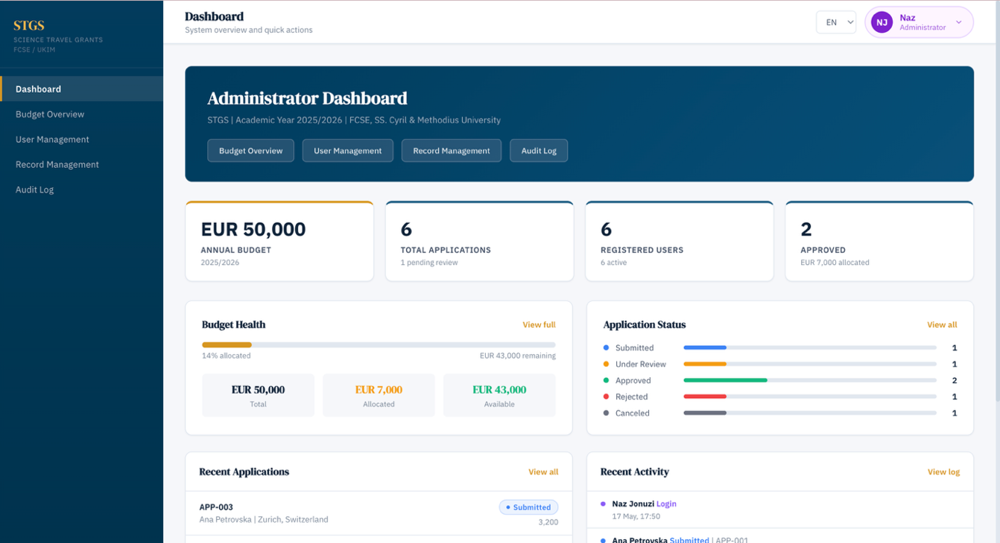 STGS
SCIENCE TRAVEL GRANTS
FCSE / UKIM
Dashboard
Budget Overview
User Management
Record Management
Audit Log
Dashboard
System overview and quick actions
EN
NJ
Naz
Administrator
Administrator Dashboard
STGS | Academic Year 2025/2026 | FCSE, SS. Cyril & Methodius University
Budget Overview
User Management
Record Management
Audit Log
EUR 50,000
ANNUAL BUDGET
2025/2026
6
TOTAL APPLICATIONS
1 pending review
6
REGISTERED USERS
6 active
2
APPROVED
EUR 7,000 allocated
Budget Health
View full
14% allocated
EUR 43,000 remaining
EUR 50,000
Total
EUR 7,000
Allocated
EUR 43,000
Available
Application Status
View all
Submitted 1
Under Review 1
Approved 2
Rejected 1
Canceled 1
Recent Applications
View all
APP-003
Submitted
Ana Petrovska | Zurich, Switzerland
3,200
Recent Activity
View log
Naz Jonuzi Login
17 May, 17:50
Ana Petrovska Submitted | APP-001